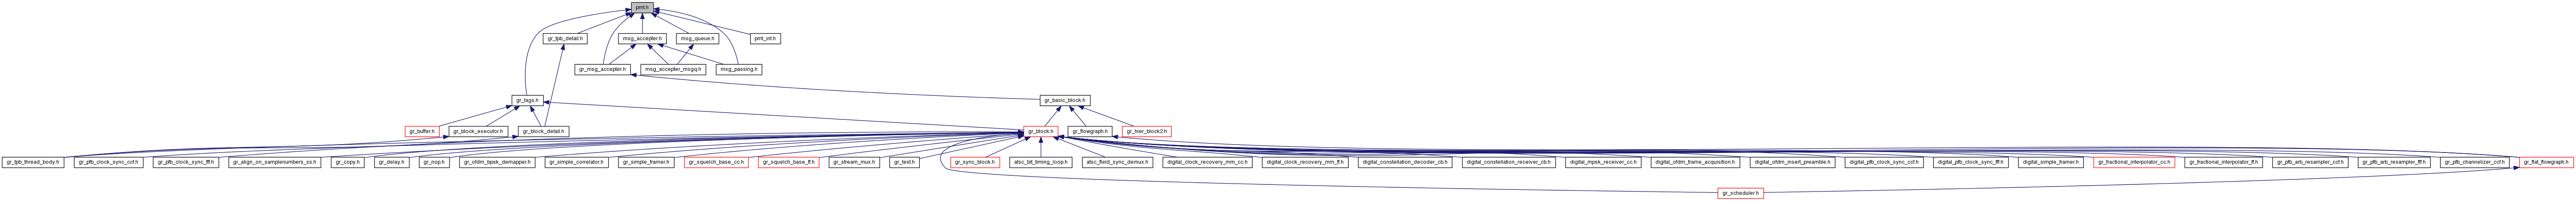 pmt.h
gr_tpb_detail.h
msg_accepter.h
msg_queue.h
pmt_int.h
gr_msg_accepter.h
msg_accepter_msgq.h
msg_passing.h
gr_tags.h
gr_basic_block.h
gr_buffer.h
gr_block_executor.h
gr_block_detail.h
gr_block.h
gr_flowgraph.h
gr_hier_block2.h
gr_tpb_thread_body.h
gr_pfb_clock_sync_ccf.h
gr_pfb_clock_sync_fff.h
gr_align_on_samplenumbers_ss.h
gr_copy.h
gr_delay.h
gr_nop.h
gr_ofdm_bpsk_demapper.h
gr_simple_correlator.h
gr_simple_framer.h
gr_squelch_base_cc.h
gr_squelch_base_ff.h
gr_stream_mux.h
gr_test.h
gr_sync_block.h
atsc_bit_timing_loop.h
atsc_field_sync_demux.h
digital_clock_recovery_mm_cc.h
digital_clock_recovery_mm_ff.h
digital_constellation_decoder_cb.h
digital_constellation_receiver_cb.h
digital_mpsk_receiver_cc.h
digital_ofdm_frame_acquisition.h
digital_ofdm_insert_preamble.h
digital_pfb_clock_sync_ccf.h
digital_pfb_clock_sync_fff.h
digital_simple_framer.h
gr_fractional_interpolator_cc.h
gr_fractional_interpolator_ff.h
gr_pfb_arb_resampler_ccf.h
gr_pfb_arb_resampler_fff.h
gr_pfb_channelizer_ccf.h
gr_flat_flowgraph.h
gr_scheduler.h